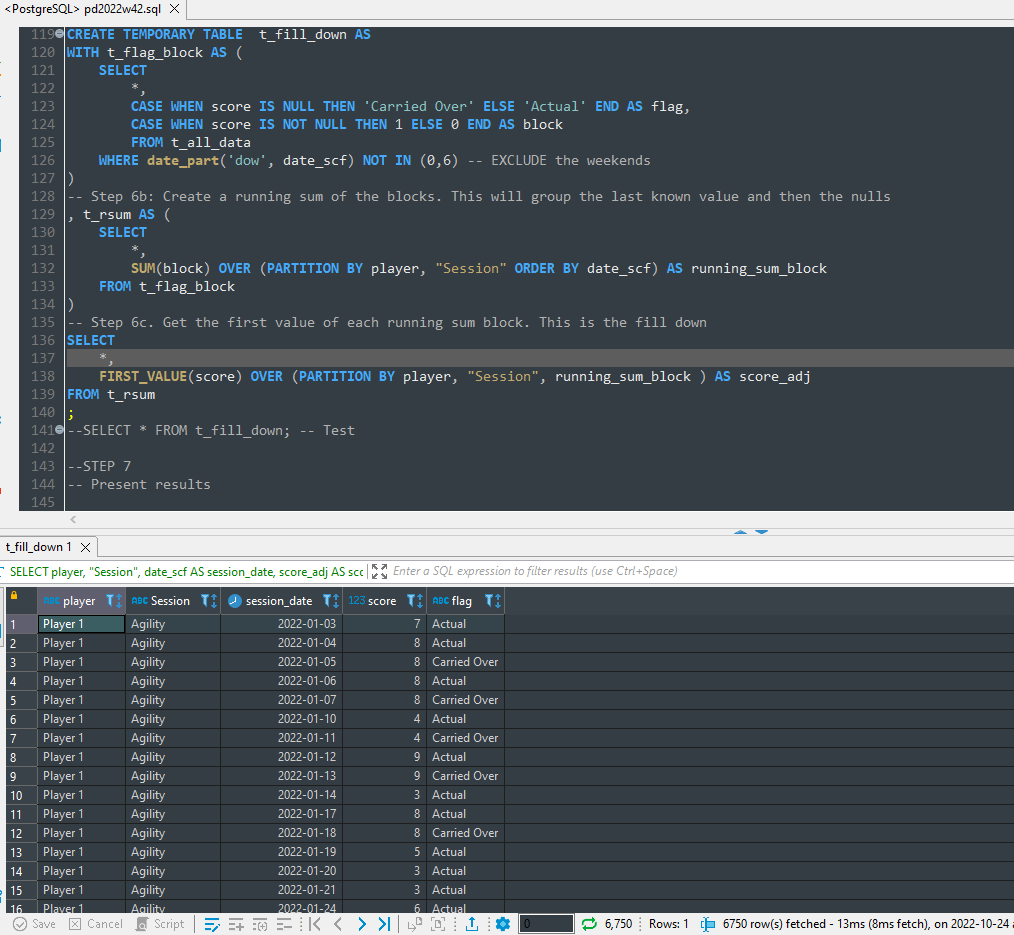 <PostgreSQL> pd2022w42.sql
119 CREATE TEMPORARY TABLE  t_fill_down AS
120 WITH t_flag_block AS (
121     SELECT
122         *,
123         CASE WHEN score IS NULL THEN 'Carried Over' ELSE 'Actual' END AS flag,
124         CASE WHEN score IS NOT NULL THEN 1 ELSE 0 END AS block
125         FROM t_all_data
126     WHERE date_part('dow', date_scf) NOT IN (0,6) -- EXCLUDE the weekends
127 )
128 -- Step 6b: Create a running sum of the blocks. This will group the last known value and then the nulls
129 , t_rsum AS (
130     SELECT
131         *,
132         SUM(block) OVER (PARTITION BY player, "Session" ORDER BY date_scf) AS running_sum_block
133     FROM t_flag_block
134 )
135 -- Step 6c. Get the first value of each running sum block. This is the fill down
136 SELECT
137     *,
138     FIRST_VALUE(score) OVER (PARTITION BY player, "Session", running_sum_block ) AS score_adj
139 FROM t_rsum
140 ;
141 --SELECT * FROM t_fill_down; -- Test
142
143 --STEP 7
144 -- Present results
145
t_fill_down 1
SELECT player, "Session", date_scf AS session_date, score_adj AS scc Enter a SQL expression to filter results (use Ctrl+Space)
ABC player ABC Session session_date 123 score ABC flag
1 Player 1 Agility 2022-01-03 7 Actual
2 Player 1 Agility 2022-01-04 8 Actual
3 Player 1 Agility 2022-01-05 8 Carried Over
4 Player 1 Agility 2022-01-06 8 Actual
5 Player 1 Agility 2022-01-07 8 Carried Over
6 Player 1 Agility 2022-01-10 4 Actual
7 Player 1 Agility 2022-01-11 4 Carried Over
8 Player 1 Agility 2022-01-12 9 Actual
9 Player 1 Agility 2022-01-13 9 Carried Over
10 Player 1 Agility 2022-01-14 3 Actual
11 Player 1 Agility 2022-01-17 8 Actual
12 Player 1 Agility 2022-01-18 8 Carried Over
13 Player 1 Agility 2022-01-19 5 Actual
14 Player 1 Agility 2022-01-20 3 Actual
15 Player 1 Agility 2022-01-21 3 Actual
16 Player 1 Agility 2022-01-24 6 Actual
Save Cancel Script 0 6,750 Rows: 1 6750 row(s) fetched - 13ms (8ms fetch), on 2022-10-24